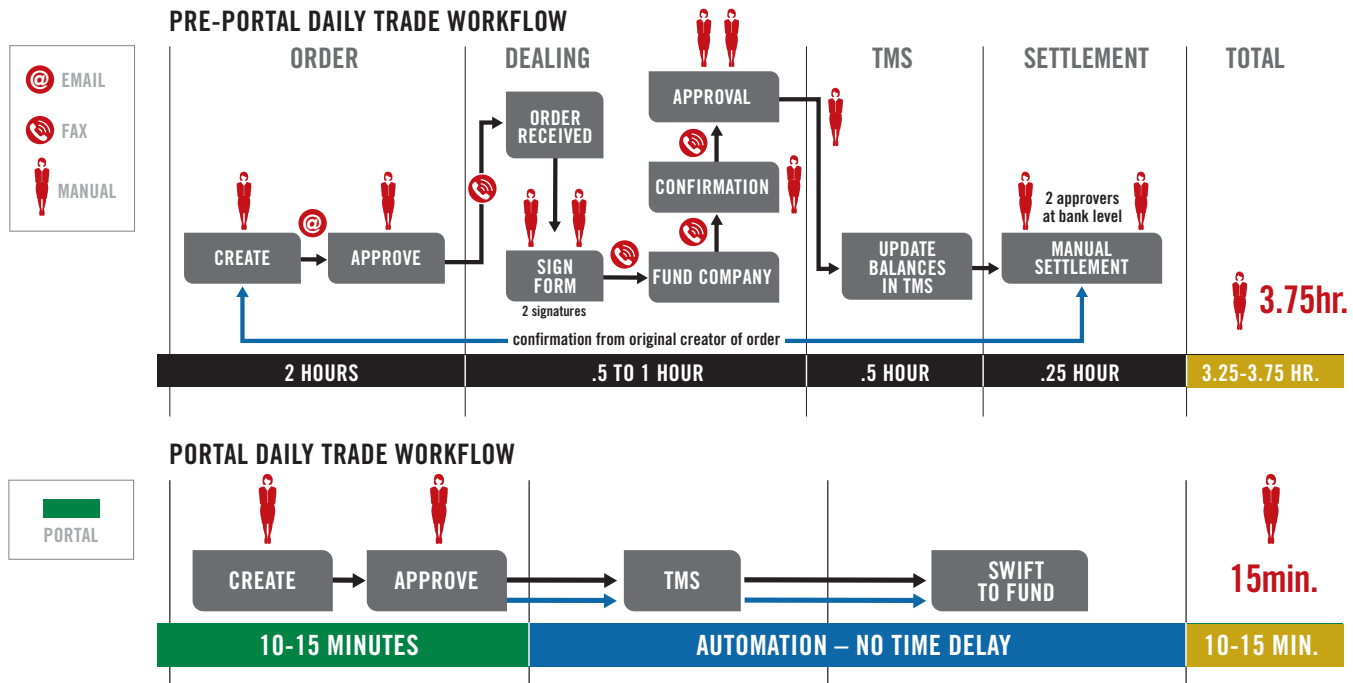 PRE-PORTAL DAILY TRADE WORKFLOW
@ EMAIL
FAX
MANUAL
ORDER
DEALING
TMS
SETTLEMENT
TOTAL
CREATE
@
APPROVE
ORDER
RECEIVED
SIGN
FORM
2 signatures
FUND COMPANY
CONFIRMATION
APPROVAL
UPDATE
BALANCES
IN TMS
2 approvers
at bank level
MANUAL
SETTLEMENT
3.75hr.
confirmation from original creator of order
2 HOURS
.5 TO 1 HOUR
.5 HOUR
.25 HOUR
3.25-3.75 HR.
PORTAL DAILY TRADE WORKFLOW
PORTAL
CREATE
APPROVE
TMS
SWIFT
TO FUND
15min.
10-15 MINUTES
AUTOMATION – NO TIME DELAY
10-15 MIN.